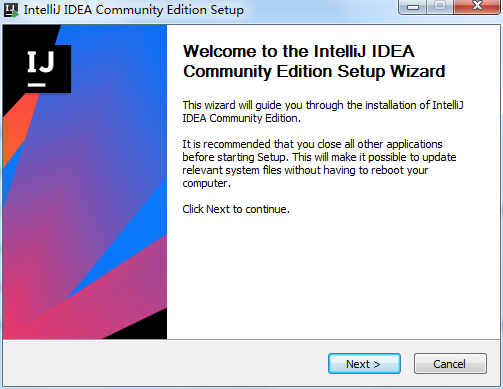 IntelliJ IDEA Community Edition Setup
IJ
Welcome to the IntelliJ IDEA
Community Edition Setup Wizard
This wizard will guide you through the installation of IntelliJ
IDEA Community Edition.
It is recommended that you close all other applications
before starting Setup. This will make it possible to update
relevant system files without having to reboot your
computer.
Click Next to continue.
Next >
Cancel